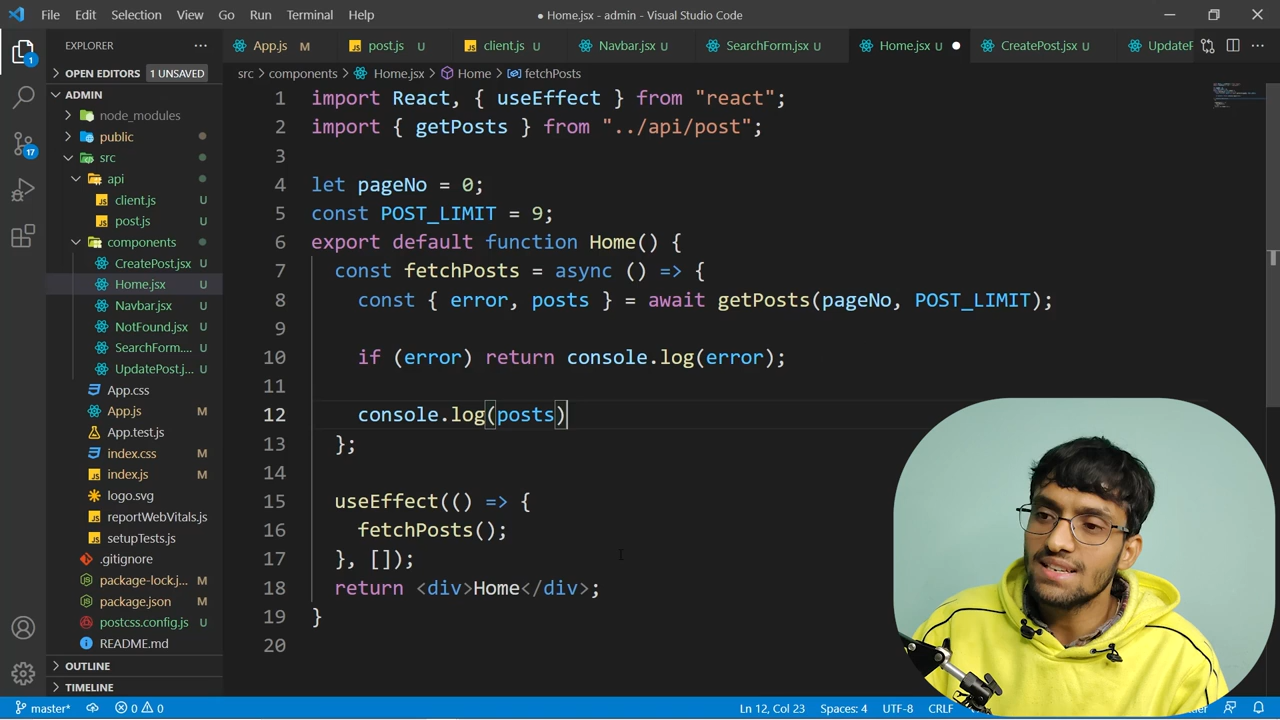 File Edit Selection View Go Run Terminal Help
● Home.jsx - admin - Visual Studio Code
EXPLORER
App.js M
post.js U
client.js U
Navbar.jsx U
SearchForm.jsx U
Home.jsx U
CreatePost.jsx U
UpdateF
OPEN EDITORS 1 UNSAVED
ADMIN
node_modules
public
src
api
client.js U
post.js U
components
CreatePost.jsx U
Home.jsx U
Navbar.jsx U
NotFound.jsx U
SearchForm.... U
UpdatePost.j... U
App.css
App.js M
App.test.js
index.css
index.js M
logo.svg
reportWebVitals.js
setupTests.js
.gitignore
package-lock.j... M
package.json M
postcss.config.js U
README.md
OUTLINE
TIMELINE
1
17
src > components > Home.jsx > Home > fetchPosts
1 import React, { useEffect } from "react";
2 import { getPosts } from "../api/post";
3
4 let pageNo = 0;
5 const POST_LIMIT = 9;
6 export default function Home() {
7 const fetchPosts = async () => {
8 const { error, posts } = await getPosts(pageNo, POST_LIMIT);
9
10 if (error) return console.log(error);
11
12 console.log(posts)
13 };
14
15 useEffect(() => {
16 fetchPosts();
17 }, []);
18 return <div>Home</div>;
19 }
20
master* 0 0
Ln 12, Col 23 Spaces: 4 UTF-8 CRLF